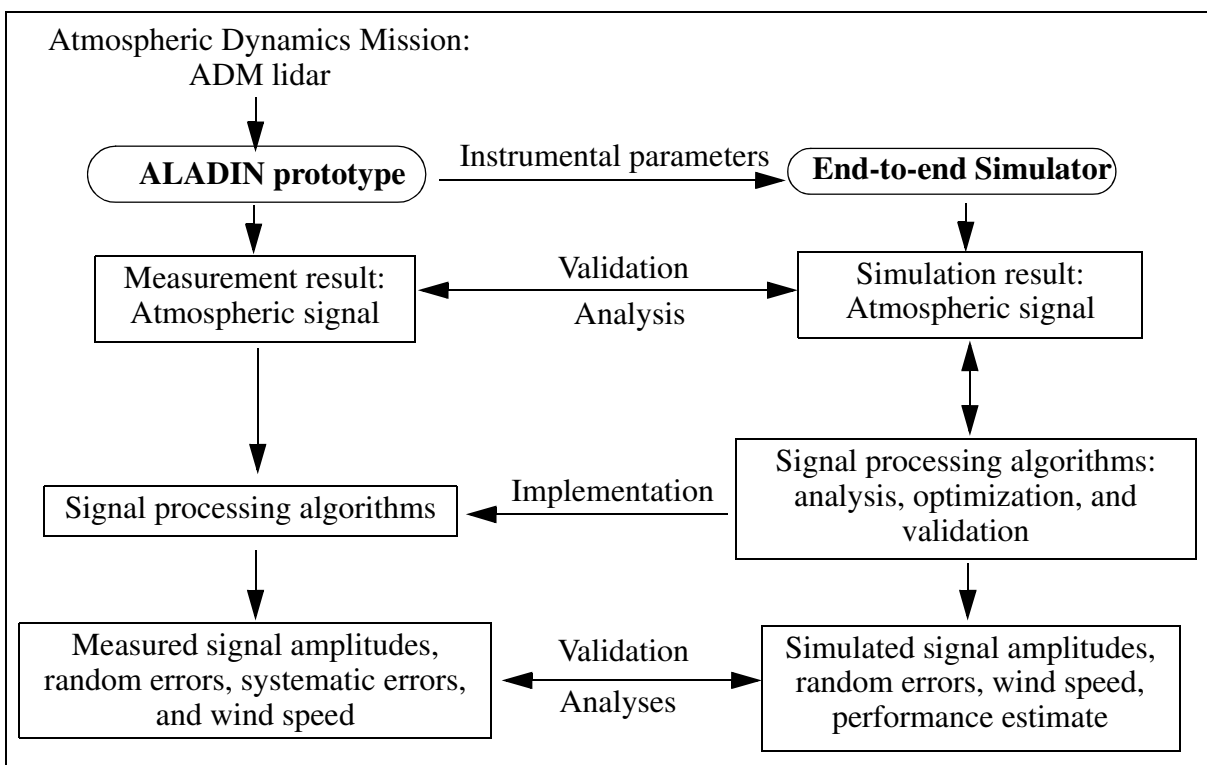 Atmospheric Dynamics Mission:
ADM lidar
ALADIN prototype
Instrumental parameters
End-to-end Simulator
Measurement result:
Atmospheric signal
Validation
Analysis
Simulation result:
Atmospheric signal
Signal processing algorithms
Implementation
Signal processing algorithms:
analysis, optimization, and
validation
Measured signal amplitudes,
random errors, systematic errors,
and wind speed
Validation
Analyses
Simulated signal amplitudes,
random errors, wind speed,
performance estimate